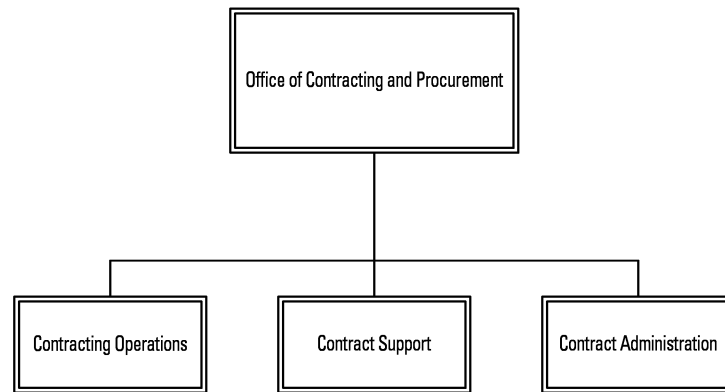 Office of Contracting and Procurement
Contracting Operations
Contract Support
Contract Administration